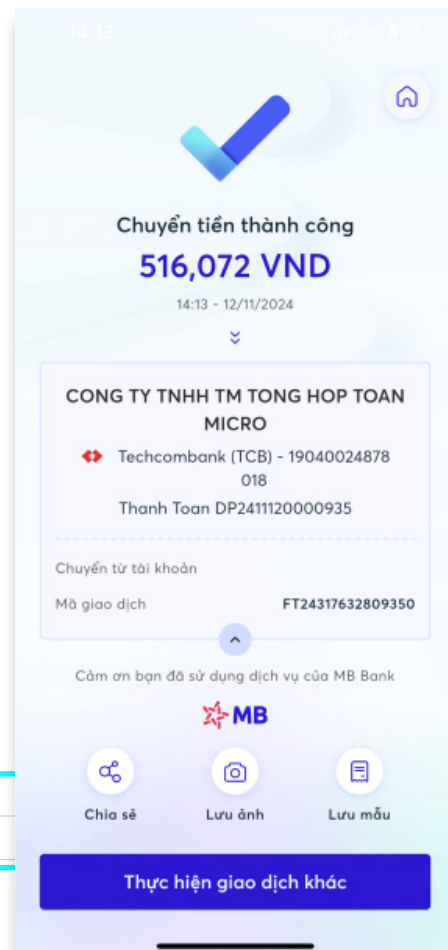 14:13
Chuyển tiền thành công
516,072 VND
14:13 - 12/11/2024
CONG TY TNHH TM TONG HOP TOAN
MICRO
Techcombank (TCB) - 19040024878
018
Thanh Toan DP2411120000935
Chuyển từ tài khoản
Mã giao dịch FT24317632809350
Cảm ơn bạn đã sử dụng dịch vụ của MB Bank
MB
Chia sẻ Lưu ảnh Lưu mẫu
Thực hiện giao dịch khác